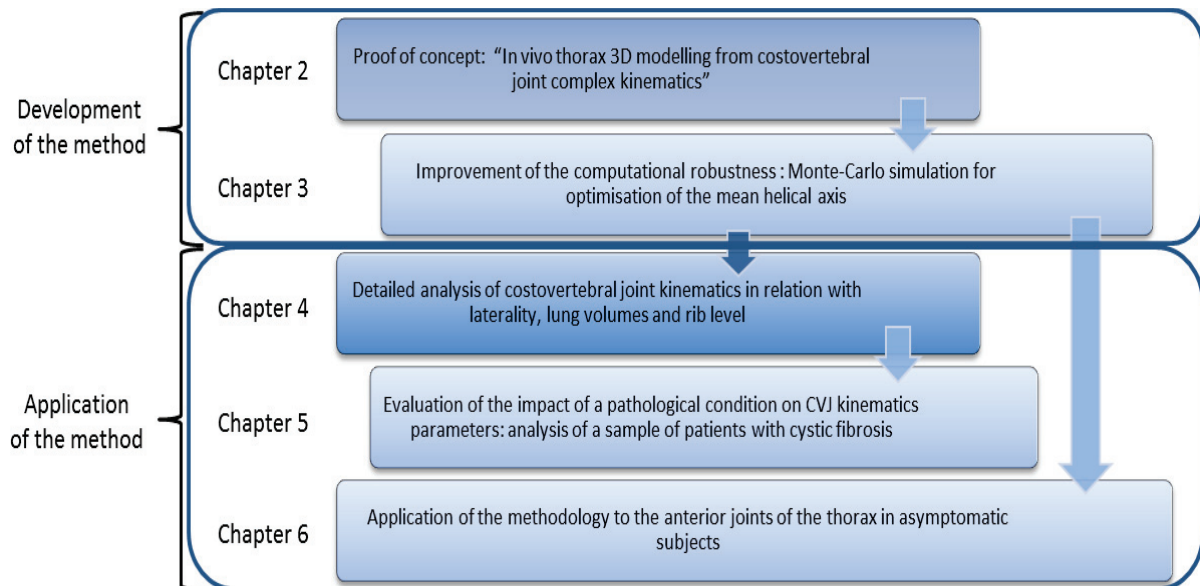 Development
of the method
Chapter 2
Proof of concept: “In vivo thorax 3D modelling from costovertebral
joint complex kinematics”
Chapter 3
Improvement of the computational robustness : Monte-Carlo simulation for
optimisation of the mean helical axis
Application
of the method
Chapter 4
Detailed analysis of costovertebral joint kinematics in relation with
laterality, lung volumes and rib level
Chapter 5
Evaluation of the impact of a pathological condition on CVJ kinematics
parameters: analysis of a sample of patients with cystic fibrosis
Chapter 6
Application of the methodology to the anterior joints of the thorax in asymptomatic
subjects